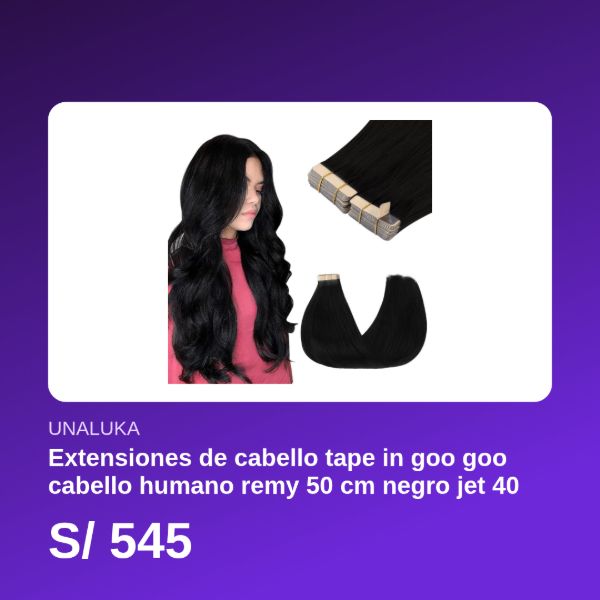 UNALUKA
Extensiones de cabello tape in goo goo
cabello humano remy 50 cm negro jet 40
S/ 545